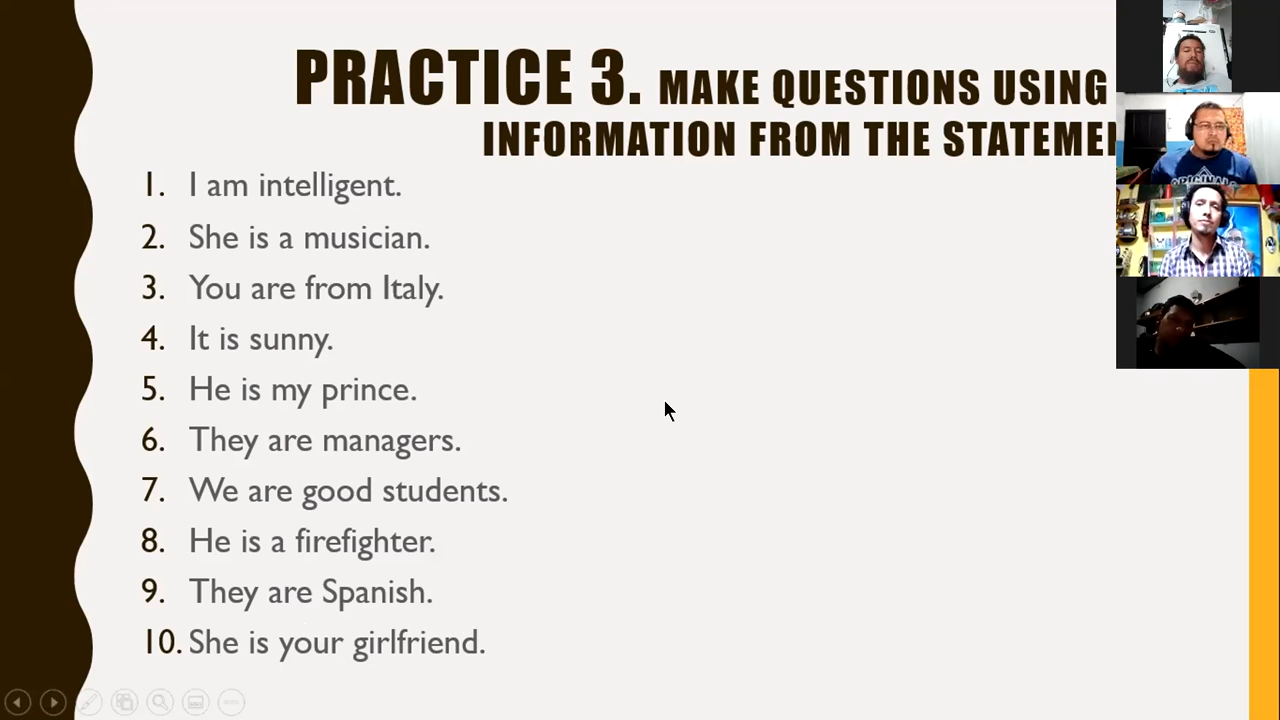 PRACTICE 3. MAKE QUESTIONS USING
INFORMATION FROM THE
1. I am intelligent.
2. She is a musician.
3. You are from Italy.
4. It is sunny.
5. He is my prince.
6. They are managers.
7. We are good students.
8. He is a firefighter.
9. They are Spanish.
10. She is your girlfriend.